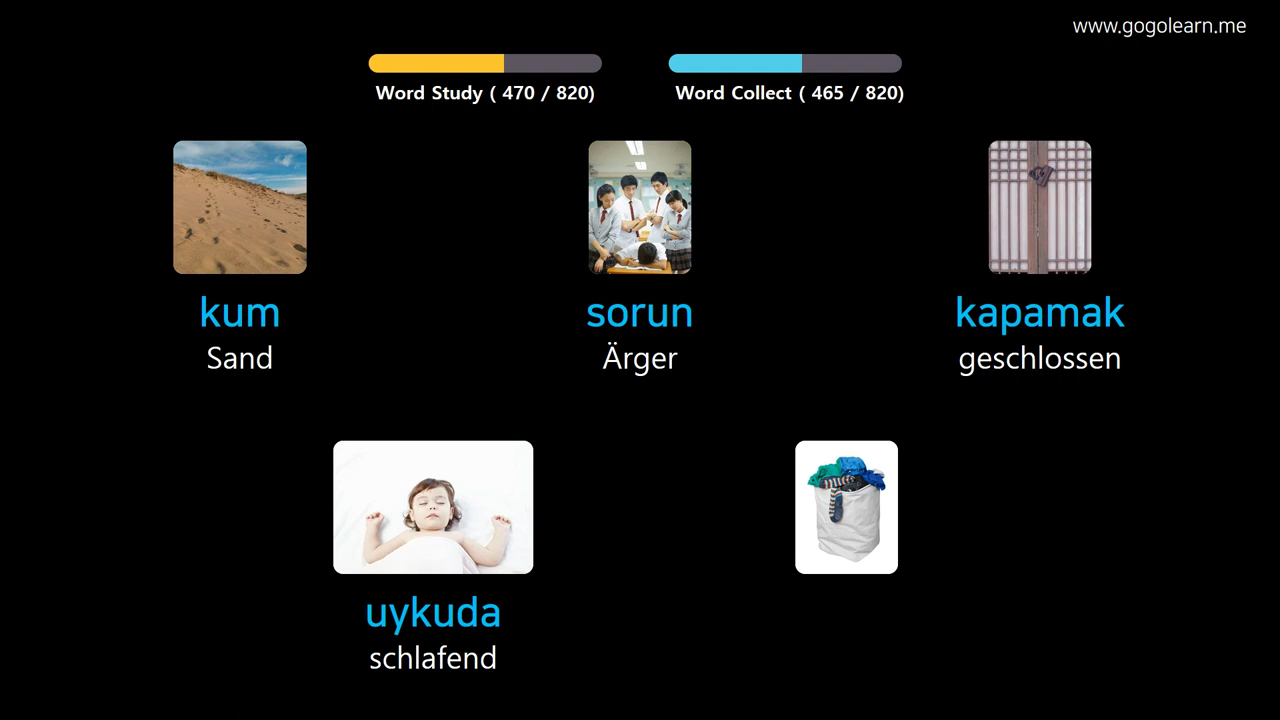 www.gogolearn.me
Word Study ( 470 / 820)
Word Collect ( 465 / 820)
kum
Sand
sorun
Ärger
kapamak
geschlossen
uykuda
schlafend